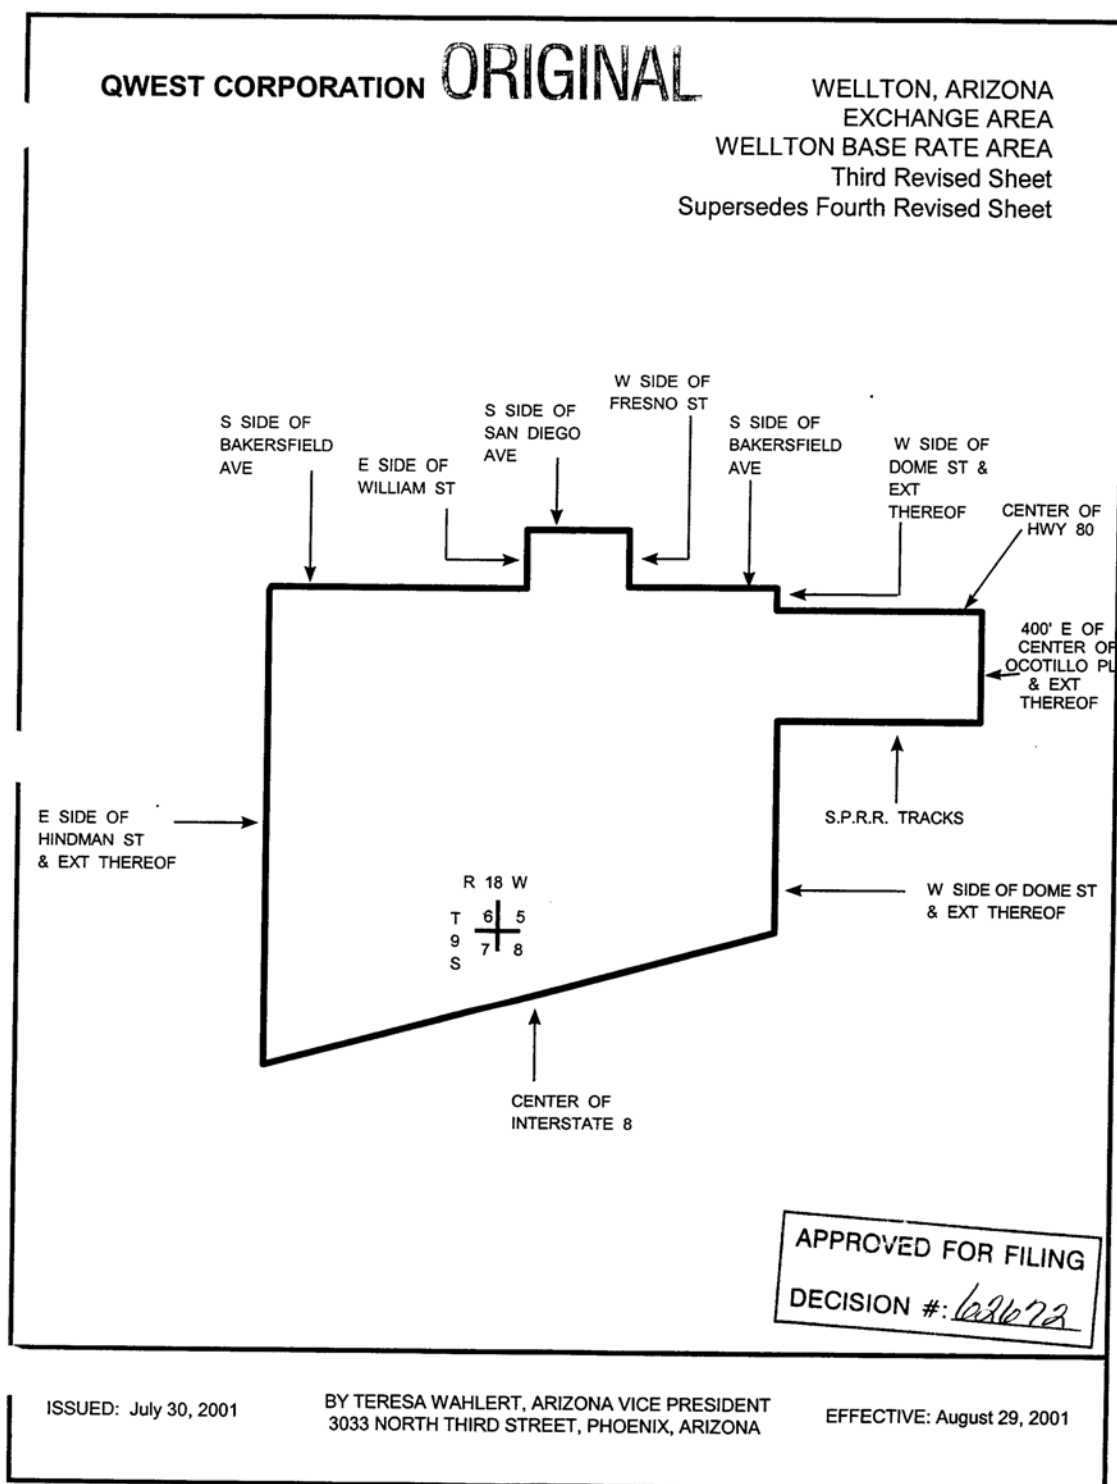 QWEST CORPORATION ORIGINAL
WELLTON, ARIZONA
EXCHANGE AREA
WELLTON BASE RATE AREA
Third Revised Sheet
Supersedes Fourth Revised Sheet
S SIDE OF
BAKERSFIELD
AVE
E SIDE OF
WILLIAM ST
S SIDE OF
SAN DIEGO
AVE
W SIDE OF
FRESNO ST
S SIDE OF
BAKERSFIELD
AVE
W SIDE OF
DOME ST &
EXT
THEREOF
CENTER OF
HWY 80
400' E OF
CENTER OF
OCOTILLO PL
& EXT
THEREOF
S.P.R.R. TRACKS
E SIDE OF
HINDMAN ST
& EXT THEREOF
W SIDE OF DOME ST
& EXT THEREOF
R 18 W
T 6 5
9
7 8
S
CENTER OF
INTERSTATE 8
APPROVED FOR FILING
DECISION #: 62672
ISSUED: July 30, 2001
BY TERESA WAHLERT, ARIZONA VICE PRESIDENT
3033 NORTH THIRD STREET, PHOENIX, ARIZONA
EFFECTIVE: August 29, 2001